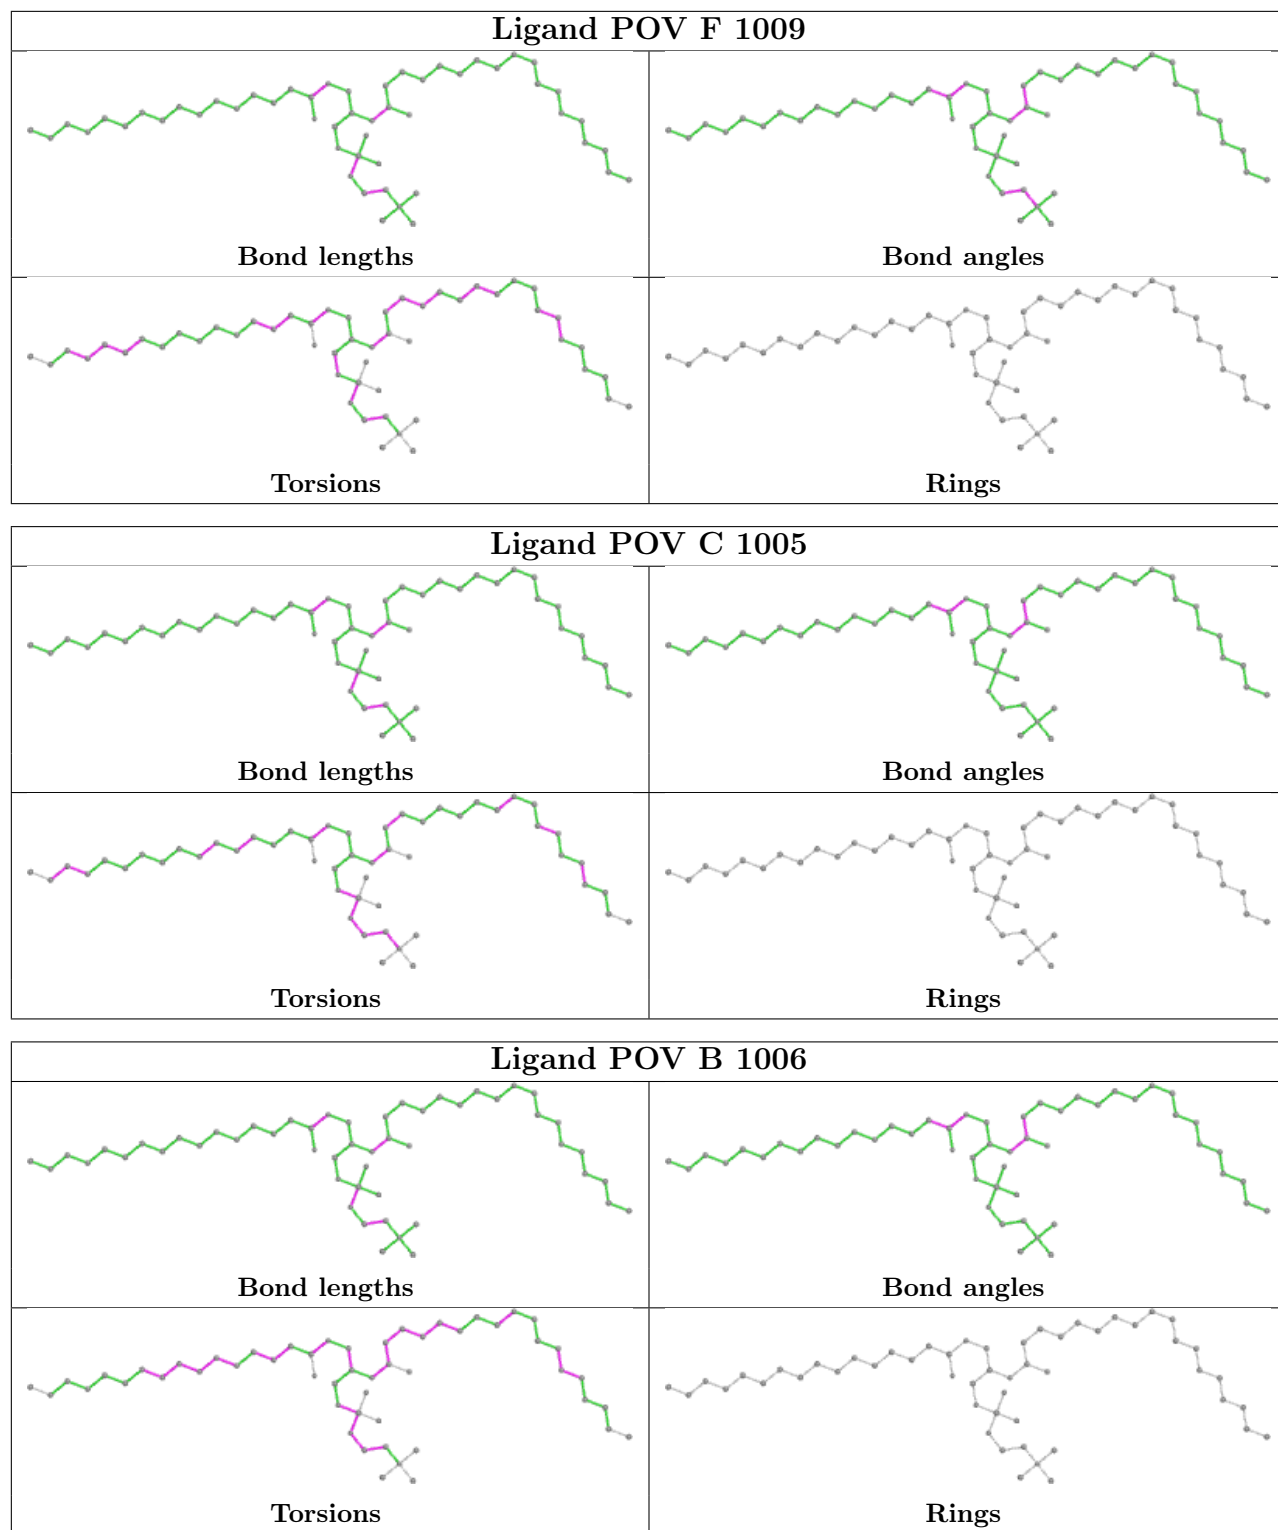 Ligand POV F 1009
Bond lengths
Bond angles
Torsions
Rings
Ligand POV C 1005
Bond lengths
Bond angles
Torsions
Rings
Ligand POV B 1006
Bond lengths
Bond angles
Torsions
Rings